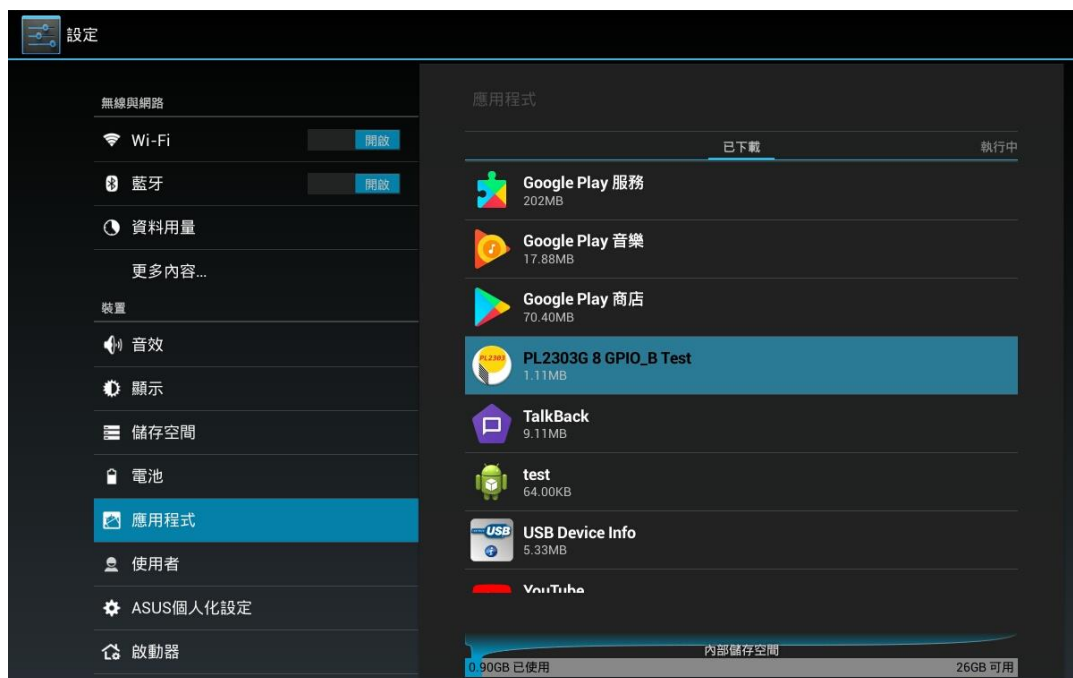 設定
無線與網路
Wi-Fi
開啟
藍牙
開啟
資料用量
更多內容...
裝置
音效
顯示
儲存空間
電池
應用程式
使用者
ASUS個人化設定
啟動器
應用程式
已下載
執行中
Google Play 服務
202MB
Google Play 音樂
17.88MB
Google Play 商店
70.40MB
PL2303
PL2303G 8 GPIO_B Test
1.11MB
TalkBack
9.11MB
test
64.00KB
USB
USB Device Info
5.33MB
YouTube
內部儲存空間
0.90GB 已使用
26GB 可用